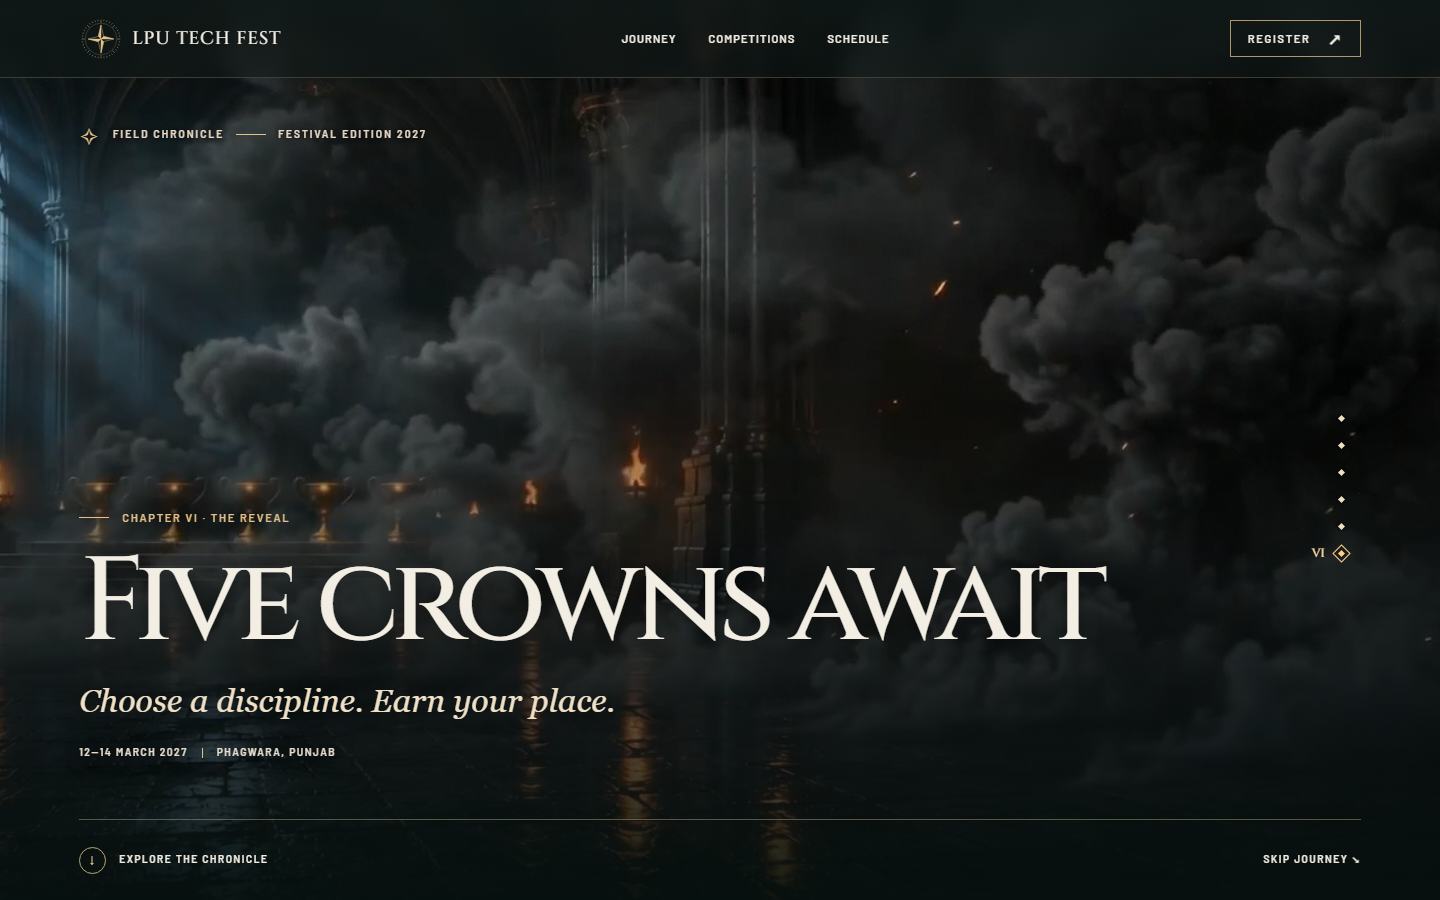 LPU TECH FEST
JOURNEY COMPETITIONS SCHEDULE
REGISTER ↗
FIELD CHRONICLE — FESTIVAL EDITION 2027
CHAPTER VI · THE REVEAL
VI
FIVE CROWNS AWAIT
Choose a discipline. Earn your place.
12–14 MARCH 2027 | PHAGWARA, PUNJAB
↓ EXPLORE THE CHRONICLE
SKIP JOURNEY ↘